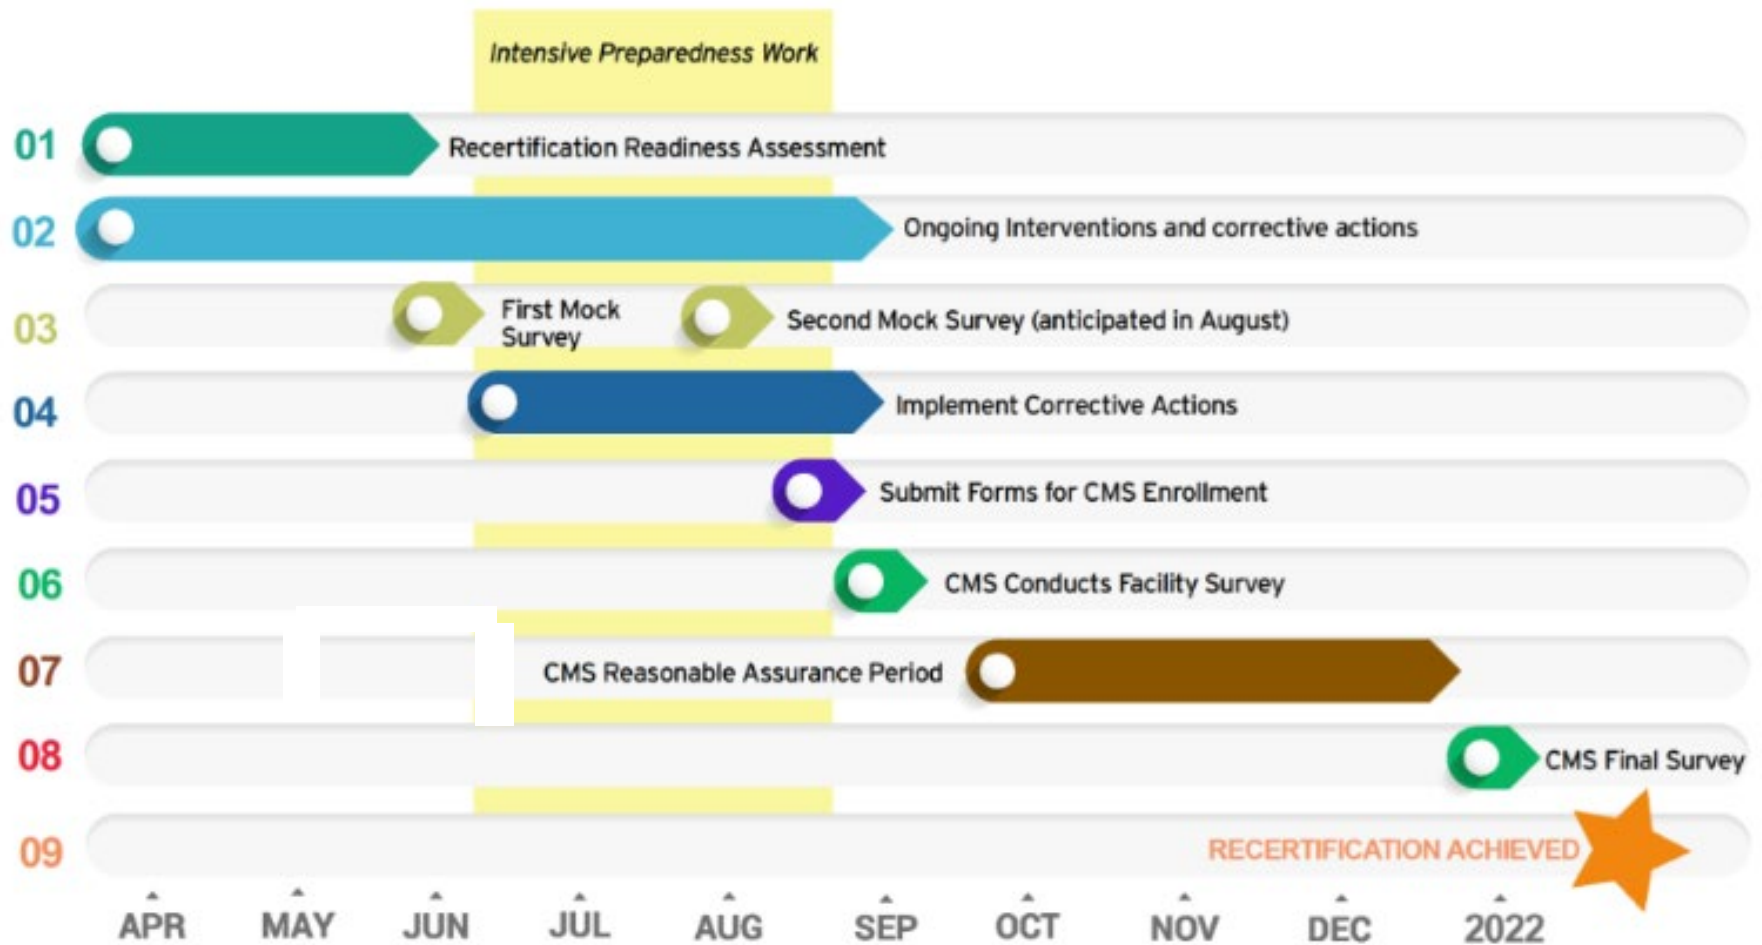 Intensive Preparedness Work
01 Recertification Readiness Assessment
02 Ongoing Interventions and corrective actions
03 First Mock
Survey
Second Mock Survey (anticipated in August)
04 Implement Corrective Actions
05 Submit Forms for CMS Enrollment
06 CMS Conducts Facility Survey
07 CMS Reasonable Assurance Period
08 CMS Final Survey
09 RECERTIFICATION ACHIEVED
APR MAY JUN JUL AUG SEP OCT NOV DEC 2022